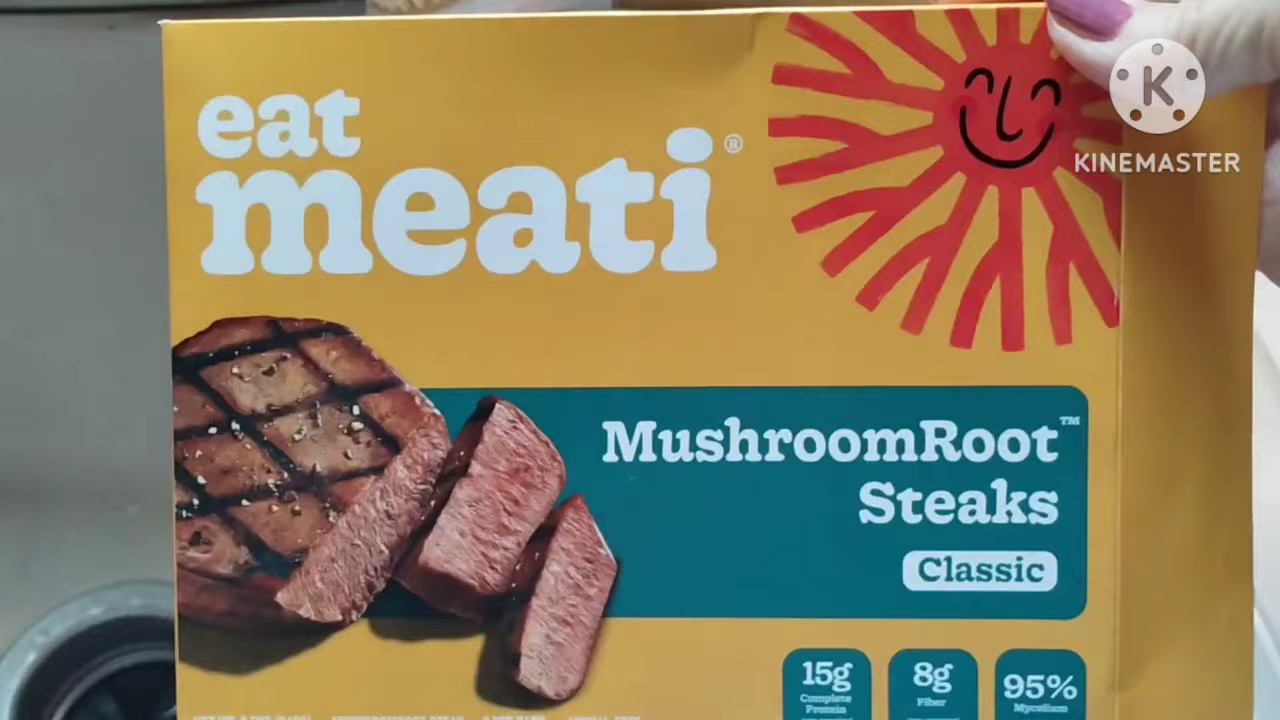 eat
meati®
K
KINEMASTER
MushroomRoot™
Steaks
Classic
15g
Complete
Protein
8g
Fiber
95%
Mycelium